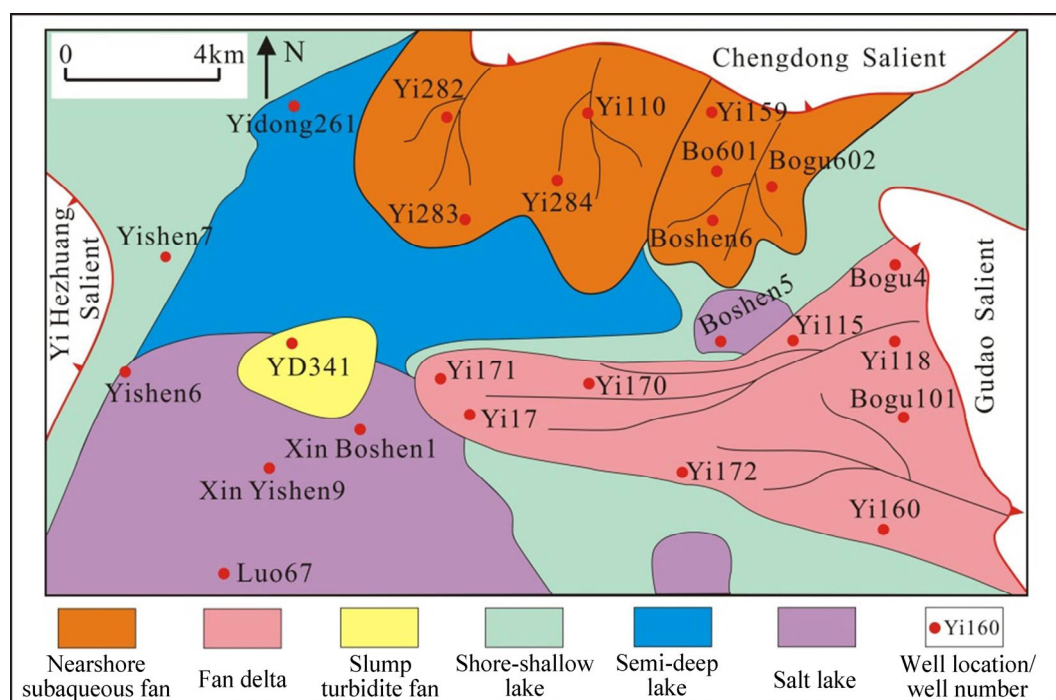 0 4km
N
Chengdong Salient
Yi282
Yi110
Yi159
Yidong261
Bo601
Bogu602
Yi283
Yi284
Boshen6
Yishen7
Yi Hezhuang
Salient
Bogu4
Gudao Salient
Boshen5
Yi115
YD341
Yi171
Yi170
Yi118
Yishen6
Bogu101
Yi17
Xin Boshen1
Xin Yishen9
Yi172
Yi160
Luo67
Yi160
Nearshore
subaqueous fan
Fan delta
Slump
turbidite fan
Shore-shallow
lake
Semi-deep
lake
Salt lake
Well location/
well number